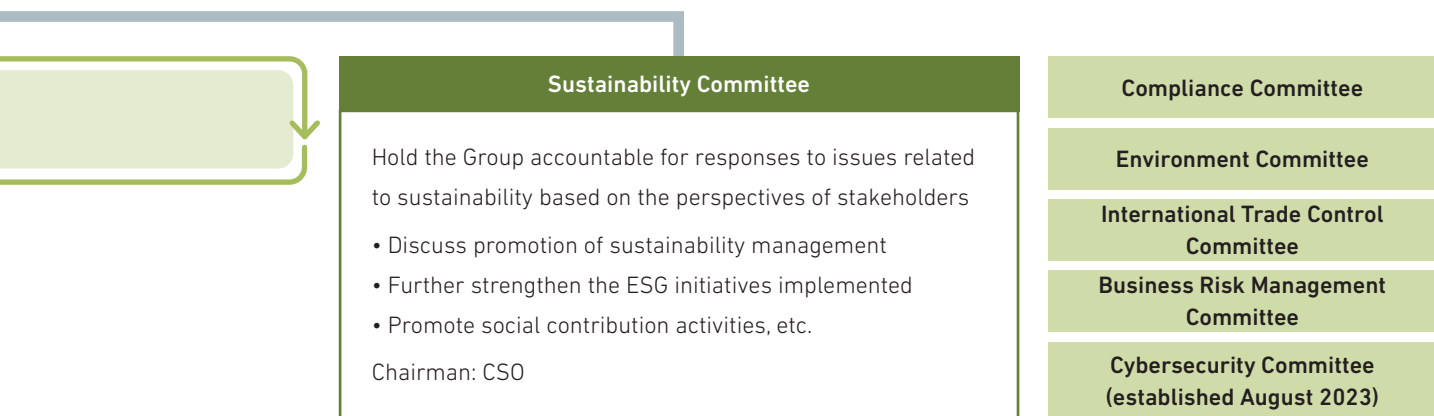 Sustainability Committee
Hold the Group accountable for responses to issues related
to sustainability based on the perspectives of stakeholders
• Discuss promotion of sustainability management
• Further strengthen the ESG initiatives implemented
• Promote social contribution activities, etc.
Chairman: CSO
Compliance Committee
Environment Committee
International Trade Control
Committee
Business Risk Management
Committee
Cybersecurity Committee
(established August 2023)